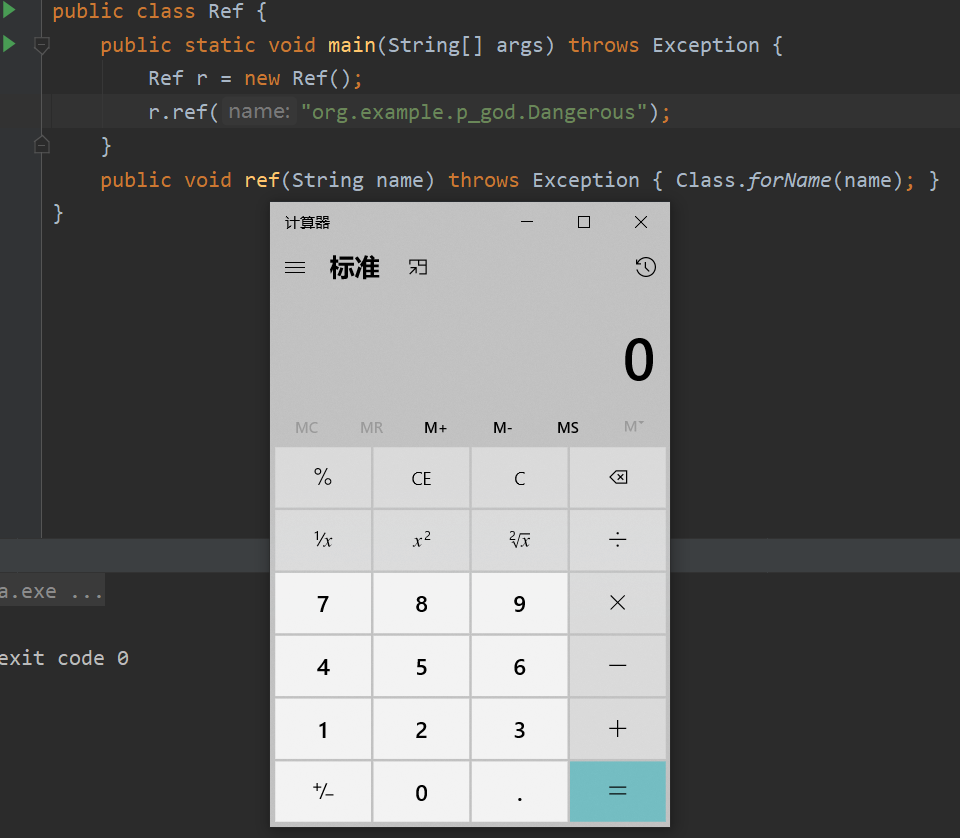 public class Ref {
public static void main(String[] args) throws Exception {
Ref r = new Ref();
r.ref( name: "org.example.p_god.Dangerous");
}
public void ref(String name) throws Exception { Class.forName(name); }
}
计算器
标准
0
MC MR M+ M- MS M˅
% CE C
¹/x x² ²√x ÷
7 8 9 ×
4 5 6 −
1 2 3 +
+/− 0 . =
a.exe ...
exit code 0